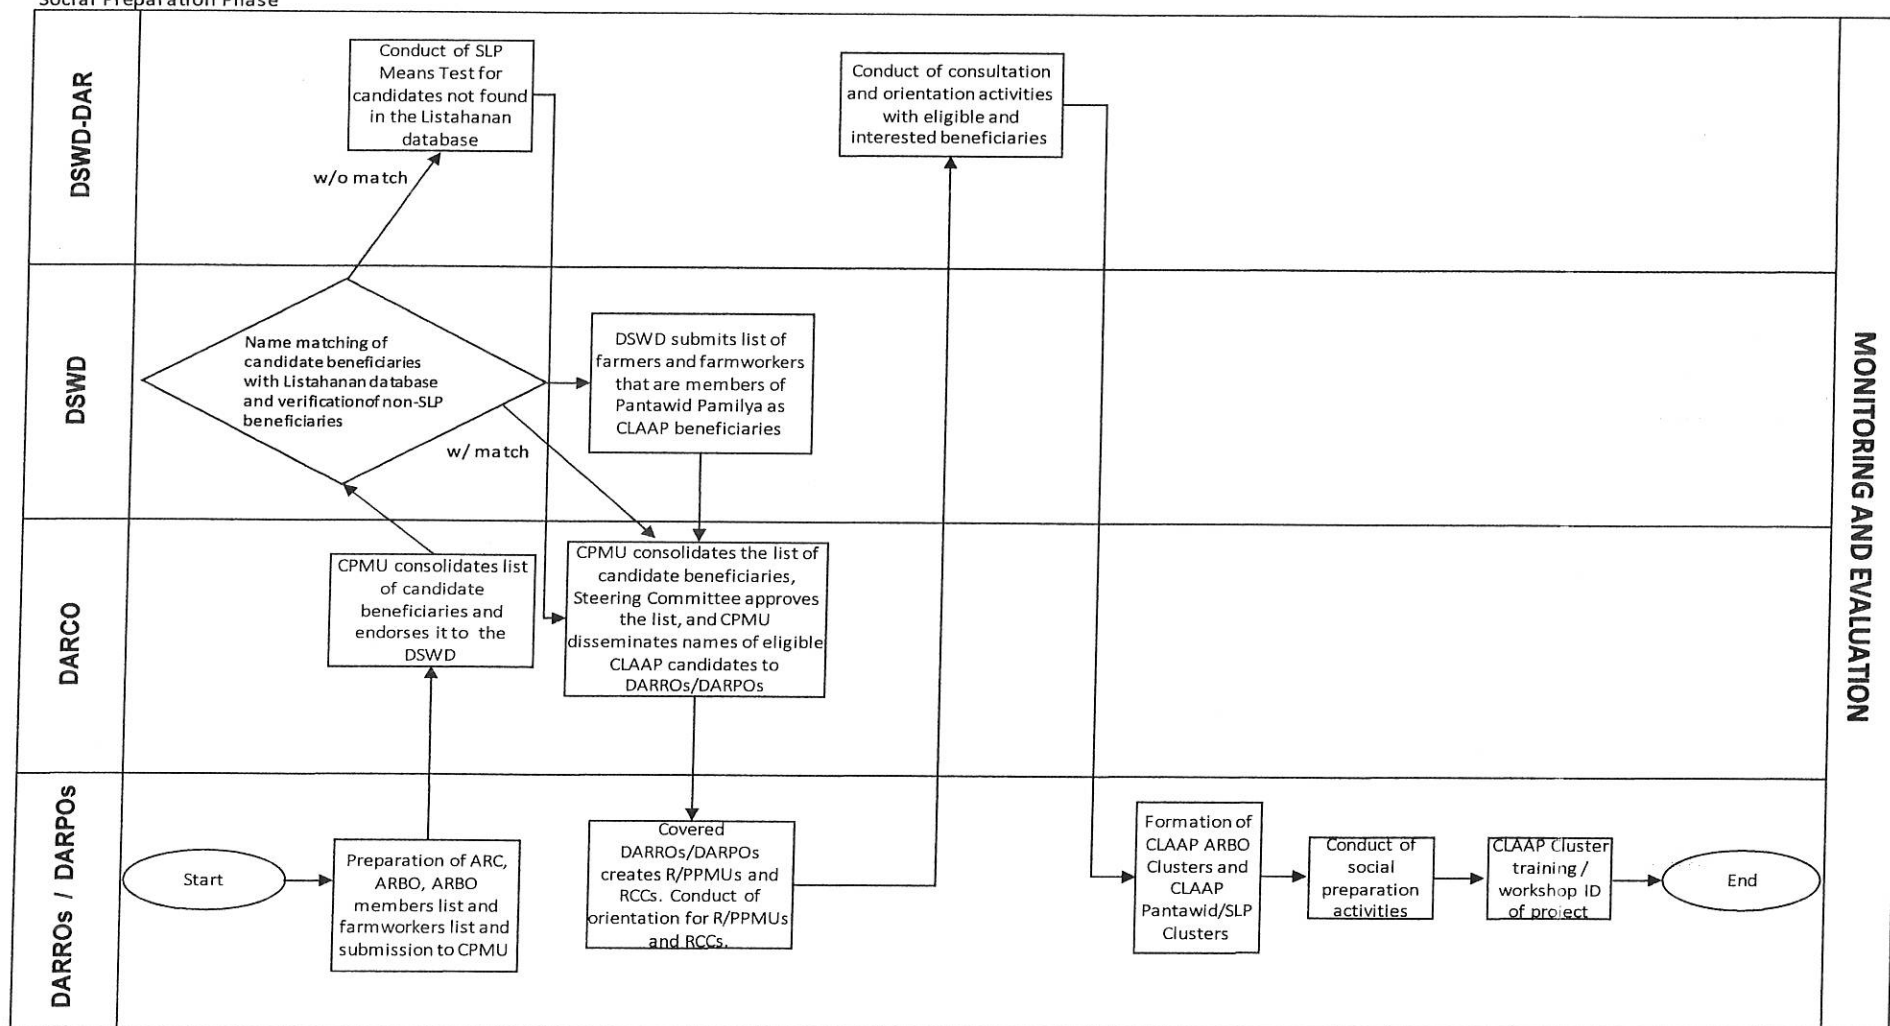 Social Preparation Phase
DSWD-DAR
Conduct of SLP
Means Test for
candidates not found
in the Listahanan
database
w/o match
Conduct of consultation
and orientation activities
with eligible and
interested beneficiaries
DSWD
Name matching of
candidate beneficiaries
with Listahanan database
and verificationof non-SLP
beneficiaries
w/ match
DSWD submits list of
farmers and farmworkers
that are members of
Pantawid Pamilya as
CLAAP beneficiaries
DARCO
CPMU consolidates list
of candidate
beneficiaries and
endorses it to the
DSWD
CPMU consolidates the list of
candidate beneficiaries,
Steering Committee approves
the list, and CPMU
disseminates names of eligible
CLAAP candidates to
DARROs/DARPOs
DARROs / DARPOs
Start
Preparation of ARC,
ARBO, ARBO
members list and
farmworkers list and
submission to CPMU
Covered
DARROs/DARPOs
creates R/PPMUs and
RCCs. Conduct of
orientation for R/PPMUs
and RCCs.
Formation of
CLAAP ARBO
Clusters and CLAAP
Pantawid/SLP
Clusters
Conduct of
social
preparation
activities
CLAAP Cluster
training /
workshop ID
of project
End
MONITORING AND EVALUATION